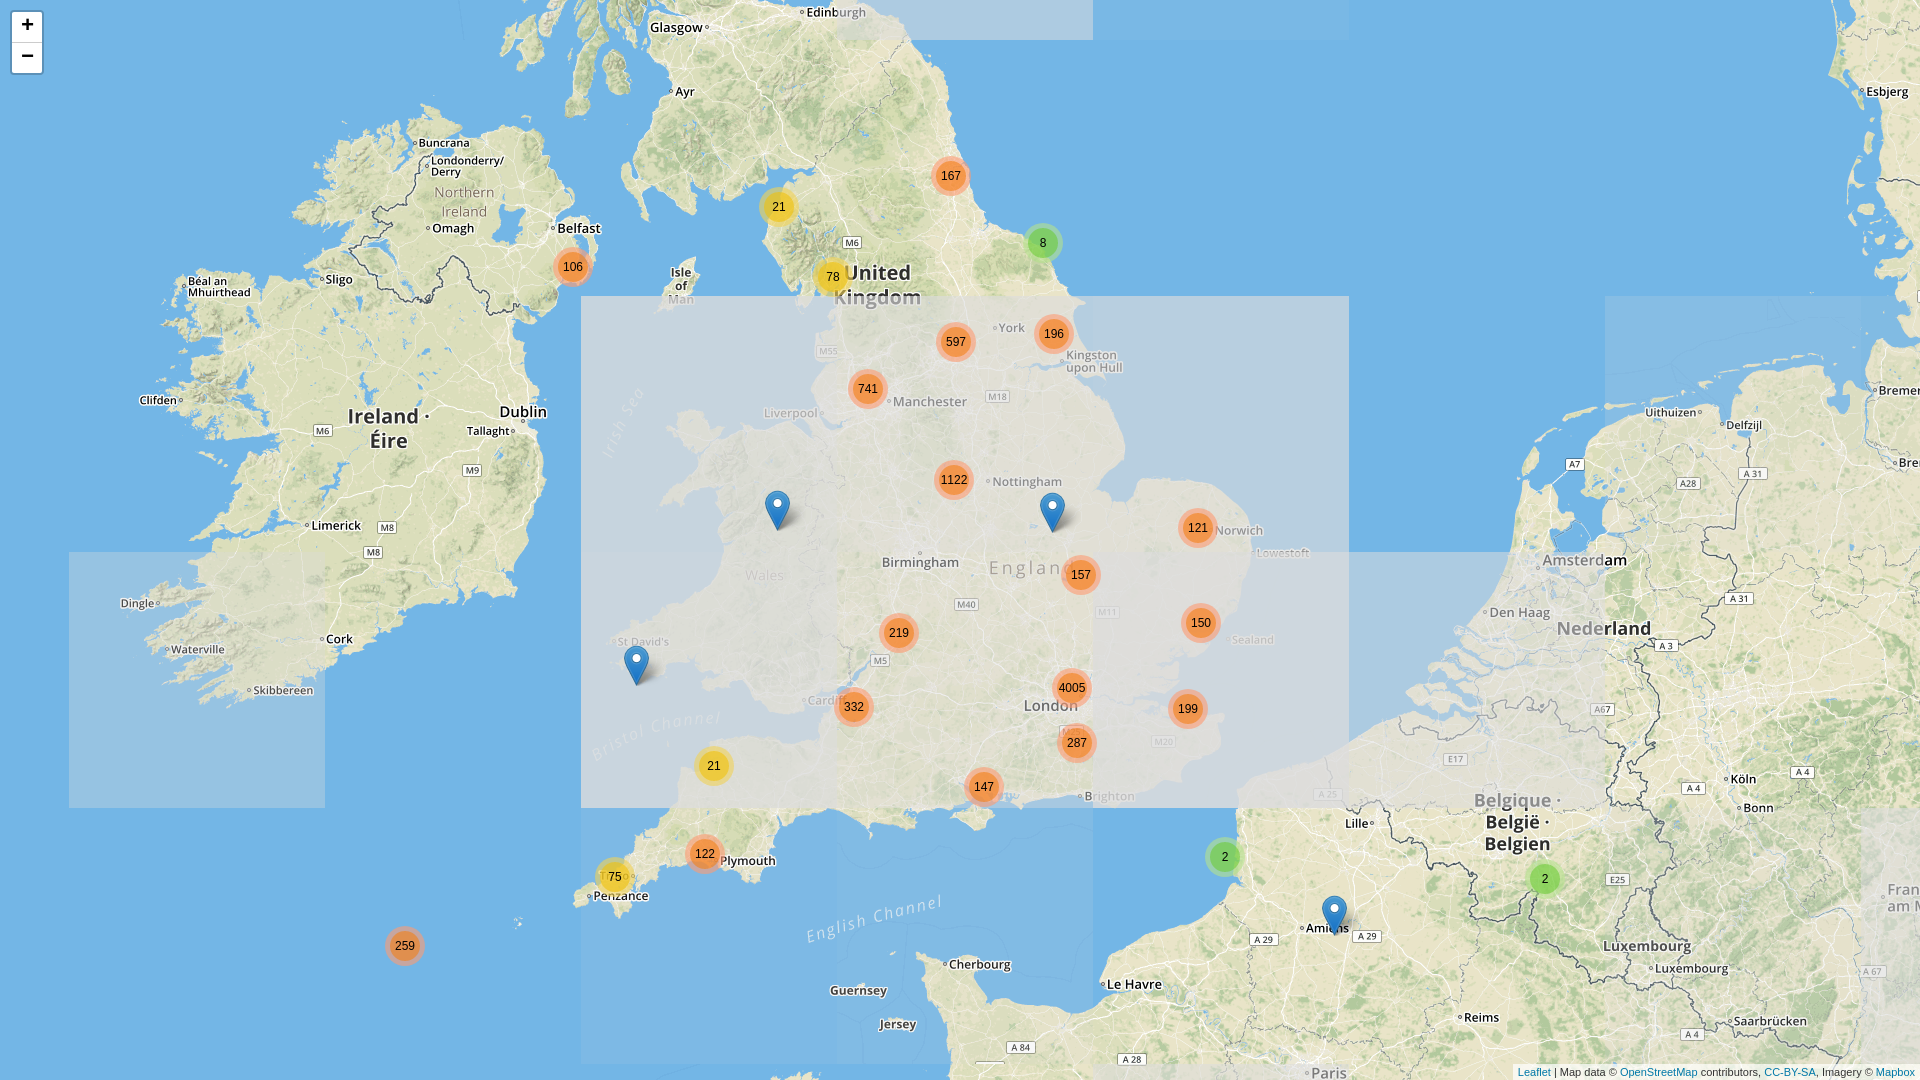 +
−
Edinburgh
Glasgow
Ayr
Esbjerg
Buncrana
Londonderry/
Derry
Northern
Ireland
Omagh
Belfast
106
167
21
8
M6
78
United
Kingdom
Isle
of
Man
Béal an
Mhuirthead
Sligo
York
597
196
Kingston
upon Hull
M55
741
Manchester
M18
Liverpool
Irish Sea
Clifden
Ireland ·
Éire
Dublin
Tallaght
M6
M9
Uithuizen
Delfzijl
A7
A 31
A28
1122
Nottingham
Limerick
M8
M8
121
Norwich
Lowestoft
Birmingham
157
Wales
Amsterdam
A 31
Dingle
M40
M11
Den Haag
Nederland
A 3
219
150
Sealand
Cork
Waterville
St David's
M5
Skibbereen
4005
London
199
A67
Cardiff
332
Bristol Channel
287
M20
E17
21
147
Brighton
A 25
Köln
A 4
A 4
Bonn
Belgique ·
België ·
Belgien
Lille
122
Plymouth
2
75
Penzance
2
E25
English Channel
259
Amiens
A 29
A 29
Luxembourg
Luxembourg
Cherbourg
A 67
Le Havre
Guernsey
Jersey
Reims
Saarbrücken
A 84
A 28
A 4
Paris
Leaflet | Map data © OpenStreetMap contributors, CC-BY-SA, Imagery © Mapbox